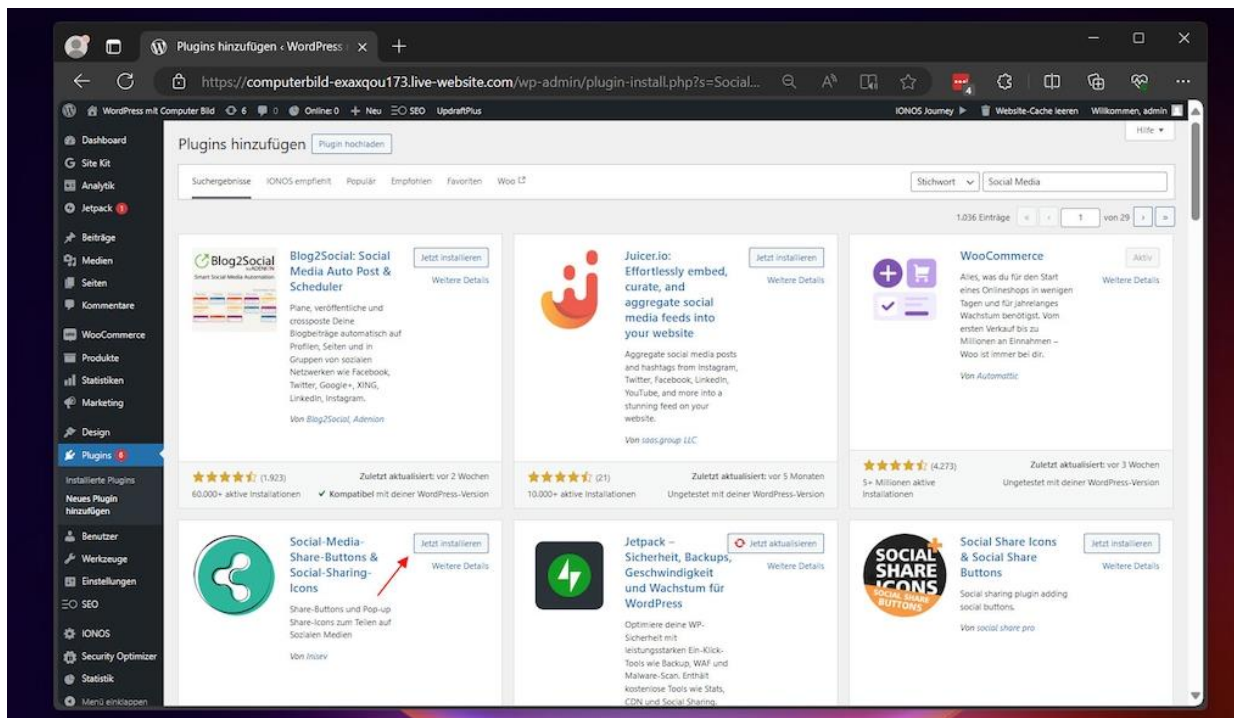 Plugins hinzufügen ‹ WordPress
https://computerbild-exaxqou173.live-website.com/wp-admin/plugin-install.php?s=Social...
4
WordPress mit Computer Bild 6 0 Online: 0 + Neu SEO UpdraftPlus
IONOS Journey Website-Cache leeren Willkommen, admin
Dashboard
Site Kit
Analytik
Jetpack 1
Beiträge
Medien
Seiten
Kommentare
WooCommerce
Produkte
Statistiken
Marketing
Design
Plugins 6
Installierte Plugins
Neues Plugin
hinzufügen
Benutzer
Werkzeuge
Einstellungen
SEO
IONOS
Security Optimizer
Statistik
Menü einklappen
Hilfe
Plugins hinzufügen Plugin hochladen
Suchergebnisse IONOS empfiehlt Populär Empfohlen Favoriten Woo
Stichwort Social Media
1.036 Einträge « ‹ 1 von 29 › »
Blog2Social
by ADENION
Smart Social Media Automation
Blog2Social: Social
Media Auto Post &
Scheduler
Jetzt installieren
Weitere Details
Plane, veröffentliche und
crossposte Deine
Blogbeiträge automatisch auf
Profilen, Seiten und in
Gruppen von sozialen
Netzwerken wie Facebook,
Twitter, Google+, XING,
LinkedIn, Instagram.
Von Blog2Social, Adenion
(1.923)
60.000+ aktive Installationen
Zuletzt aktualisiert: vor 2 Wochen
✓ Kompatibel mit deiner WordPress-Version
Juicer.io:
Effortlessly embed,
curate, and
aggregate social
media feeds into
your website
Jetzt installieren
Weitere Details
Aggregate social media posts
and hashtags from Instagram,
Twitter, Facebook, LinkedIn,
YouTube, and more into a
stunning feed on your
website.
Von saas.group LLC
(21)
10.000+ aktive Installationen
Zuletzt aktualisiert: vor 5 Monaten
Ungetestet mit deiner WordPress-Version
WooCommerce
Aktiv
Weitere Details
Alles, was du für den Start
eines Onlineshops in wenigen
Tagen und für jahrelanges
Wachstum benötigst. Vom
ersten Verkauf bis zu
Millionen an Einnahmen –
Woo ist immer bei dir.
Von Automattic
(4.273)
5+ Millionen aktive
Installationen
Zuletzt aktualisiert: vor 3 Wochen
Ungetestet mit deiner WordPress-Version
Social-Media-
Share-Buttons &
Social-Sharing-
Icons
Jetzt installieren
Weitere Details
Share-Buttons und Pop-up
Share-Icons zum Teilen auf
Sozialen Medien
Von Inisev
Jetpack –
Sicherheit, Backups,
Geschwindigkeit
und Wachstum für
WordPress
Jetzt aktualisieren
Weitere Details
Optimiere deine WP-
Sicherheit mit
leistungsstarken Ein-Klick-
Tools wie Backup, WAF und
Malware-Scan. Enthält
kostenlose Tools wie Stats,
CDN und Social Sharing.
SOCIAL
SHARE
ICONS
SOCIAL SHARE
BUTTONS
Social Share Icons
& Social Share
Buttons
Jetzt installieren
Weitere Details
Social sharing plugin adding
social buttons.
Von social share pro